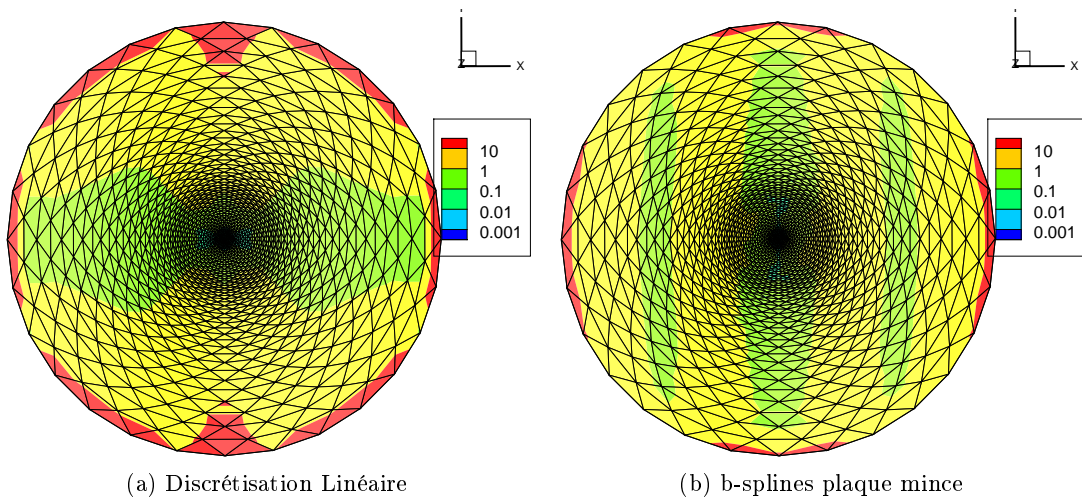 Z
X
Z
X
10
1
0.1
0.01
0.001
10
1
0.1
0.01
0.001
(a) Discrétisation Linéaire
(b) b-splines plaque mince